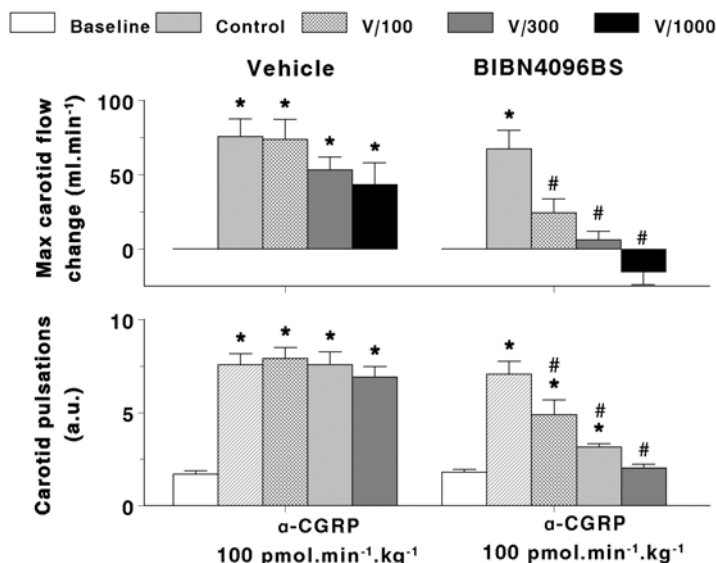 Baseline Control V/100 V/300 V/1000
Vehicle BIBN4096BS
Max carotid flow
change (ml.min⁻¹)
100
50
0
* * * *
* # # #
Carotid pulsations
(a.u.)
10
5
0
* * * *
* # * # * #
α-CGRP α-CGRP
100 pmol.min⁻¹.kg⁻¹ 100 pmol.min⁻¹.kg⁻¹